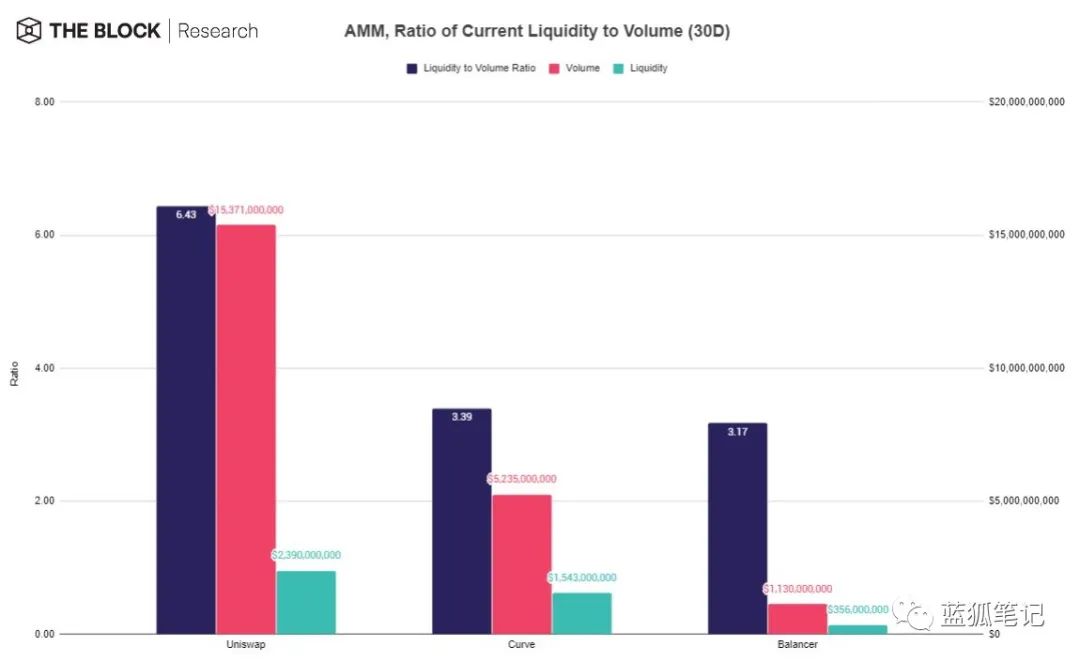 THE BLOCK | Research
AMM, Ratio of Current Liquidity to Volume (30D)
Liquidity to Volume Ratio Volume Liquidity
8.00 $20,000,000,000
6.43 $15,371,000,000
6.00 $15,000,000,000
4.00 $10,000,000,000
Ratio
3.39
3.17
$5,235,000,000
2.00 $5,000,000,000
$2,390,000,000
$1,543,000,000
$1,130,000,000
$356,000,000
蓝狐笔记
0.00 $0
Uniswap Curve Balancer